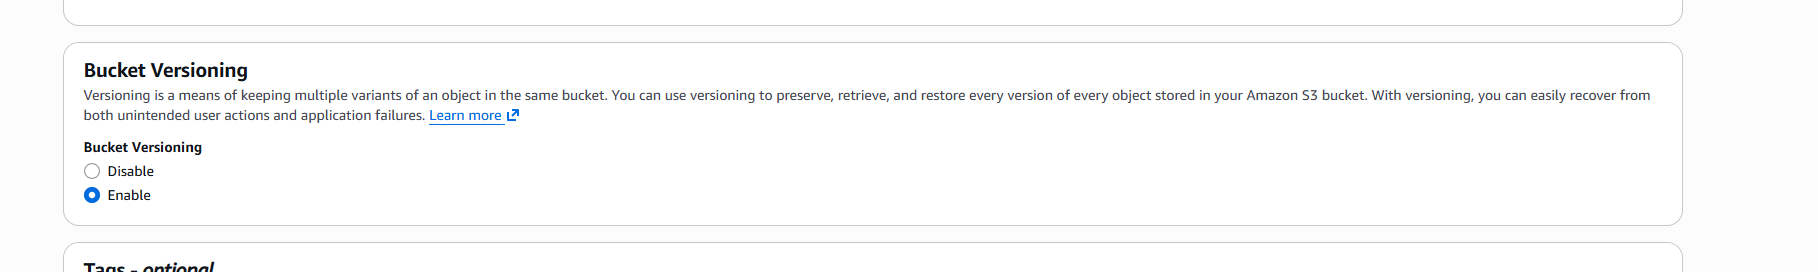 Bucket Versioning
Versioning is a means of keeping multiple variants of an object in the same bucket. You can use versioning to preserve, retrieve, and restore every version of every object stored in your Amazon S3 bucket. With versioning, you can easily recover from
both unintended user actions and application failures. Learn more
Bucket Versioning
Disable
Enable
Tags - optional